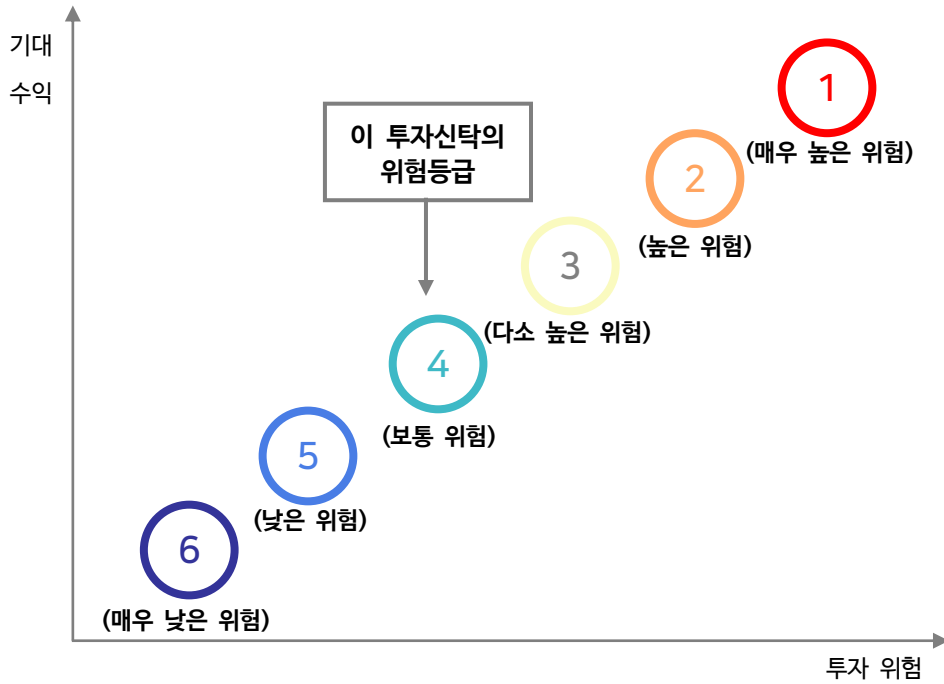 기대
수익
1
(매우 높은 위험)
이 투자신탁의
위험등급
2
(높은 위험)
3
(다소 높은 위험)
4
(보통 위험)
5
(낮은 위험)
6
(매우 낮은 위험)
투자 위험